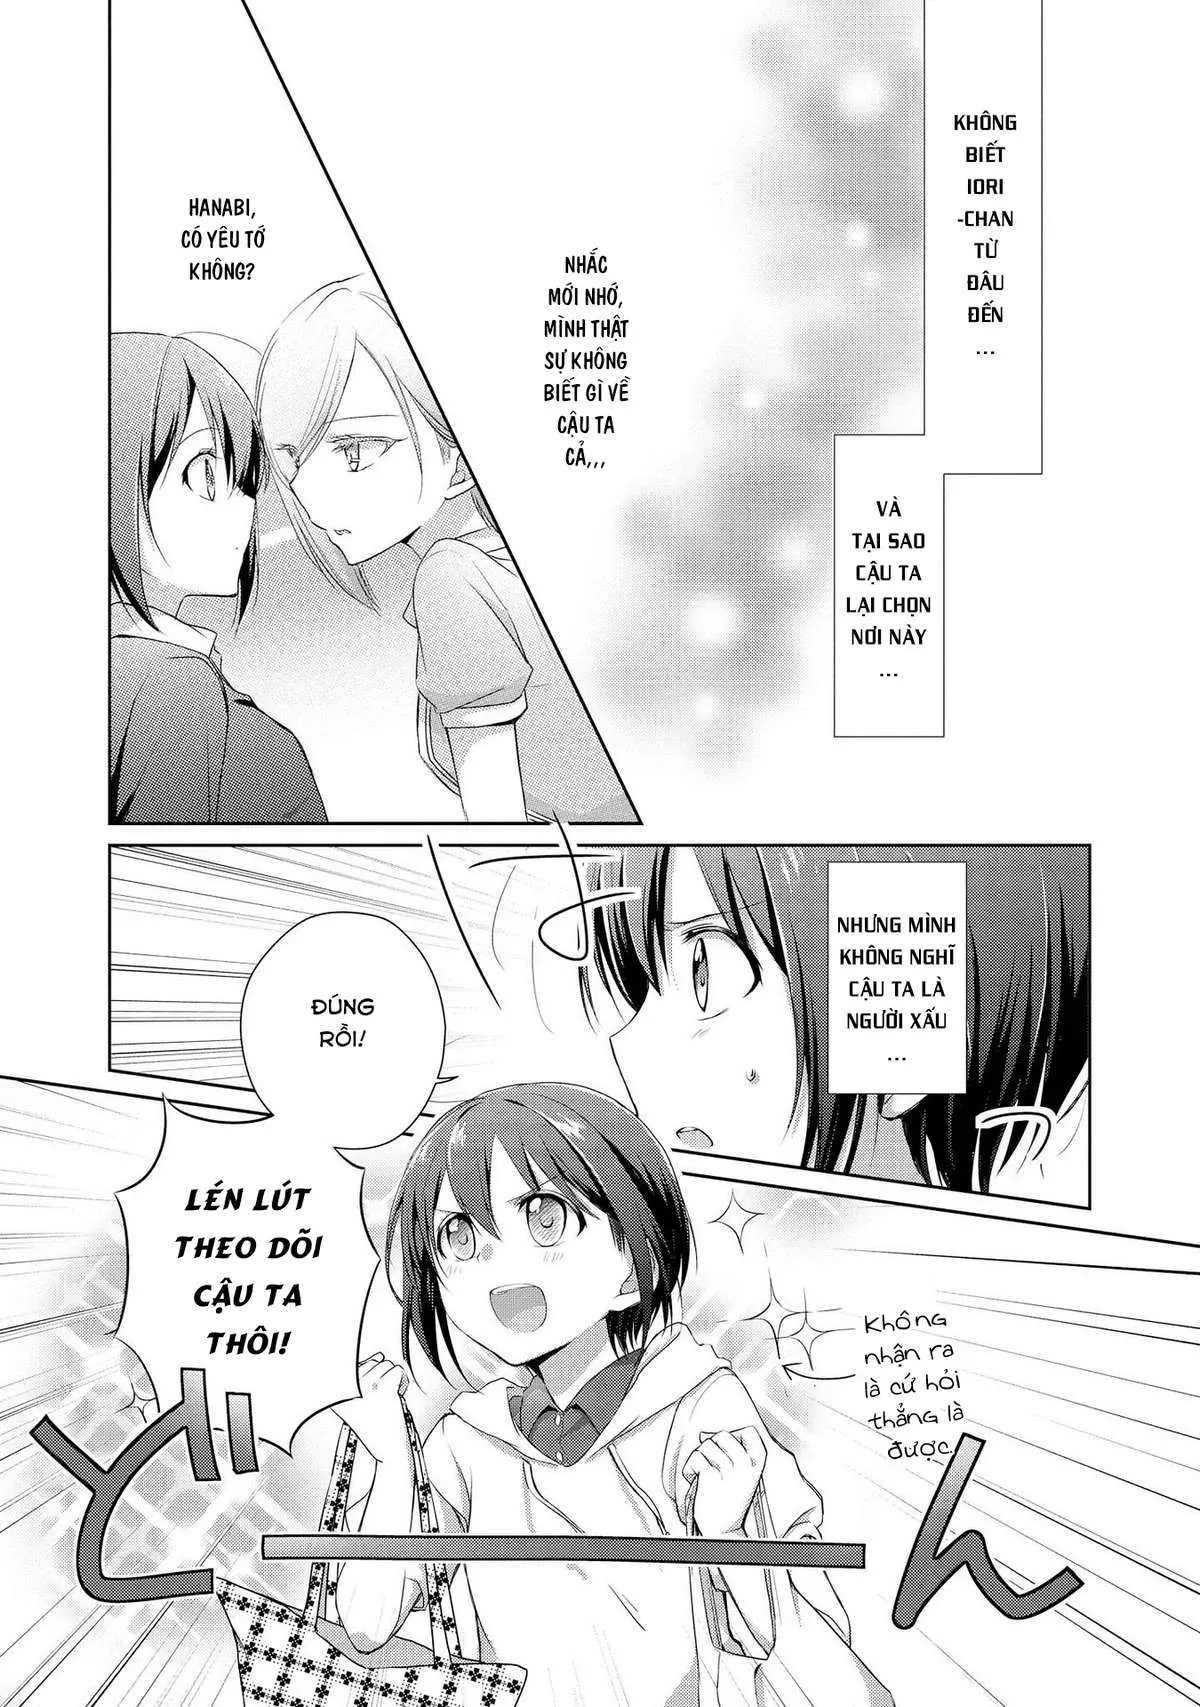 KHÔNG
BIẾT
IORI
-CHAN
TỪ
ĐÂU
ĐẾN
...
VÀ
TẠI SAO
CẬU TA
LẠI CHỌN
NƠI NÀY
...
NHẮC
MỚI NHỚ,
MÌNH THẬT
SỰ KHÔNG
BIẾT GÌ VỀ
CẬU TA
CẢ,,,
HANABI,
CÓ YÊU TỚ
KHÔNG?
NHƯNG MÌNH
KHÔNG NGHĨ
CẬU TA LÀ
NGƯỜI XẤU
...
ĐÚNG
RỒI!
LÉN LÚT
THEO DÕI
CẬU TA
THÔI!
Không
nhận ra
là cứ hỏi
thẳng là
được
どーん